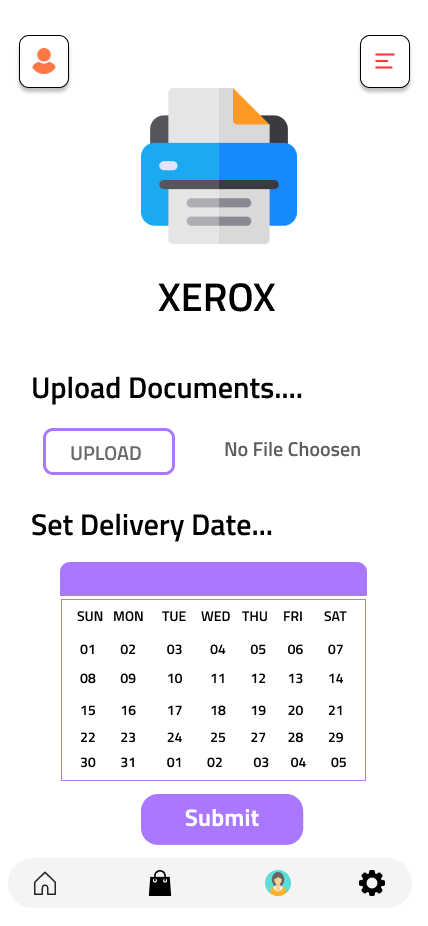 XEROX
Upload Documents....
UPLOAD No File Choosen
Set Delivery Date...
SUN MON TUE WED THU FRI SAT
01 02 03 04 05 06 07
08 09 10 11 12 13 14
15 16 17 18 19 20 21
22 23 24 25 27 28 29
30 31 01 02 03 04 05
Submit